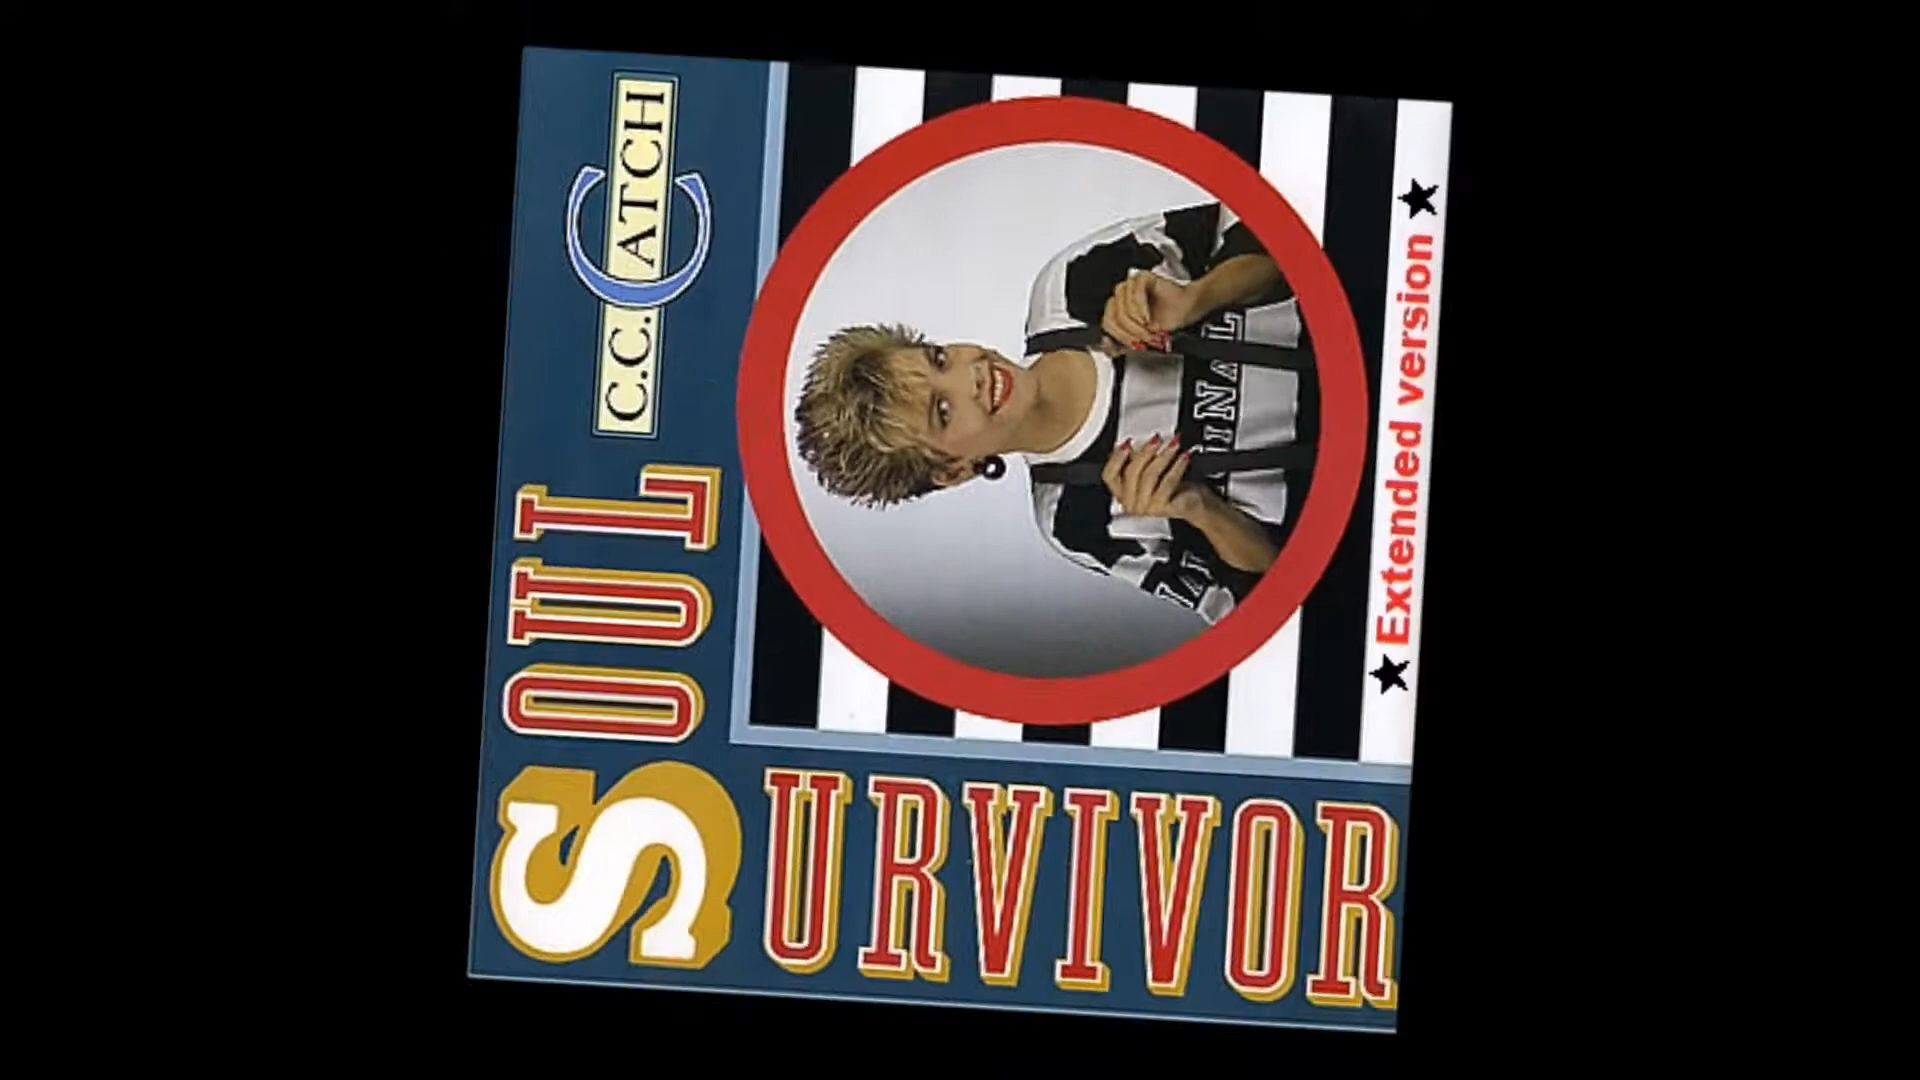 SOUL
C.C. CATCH
SURVIVOR
★ Extended version ★